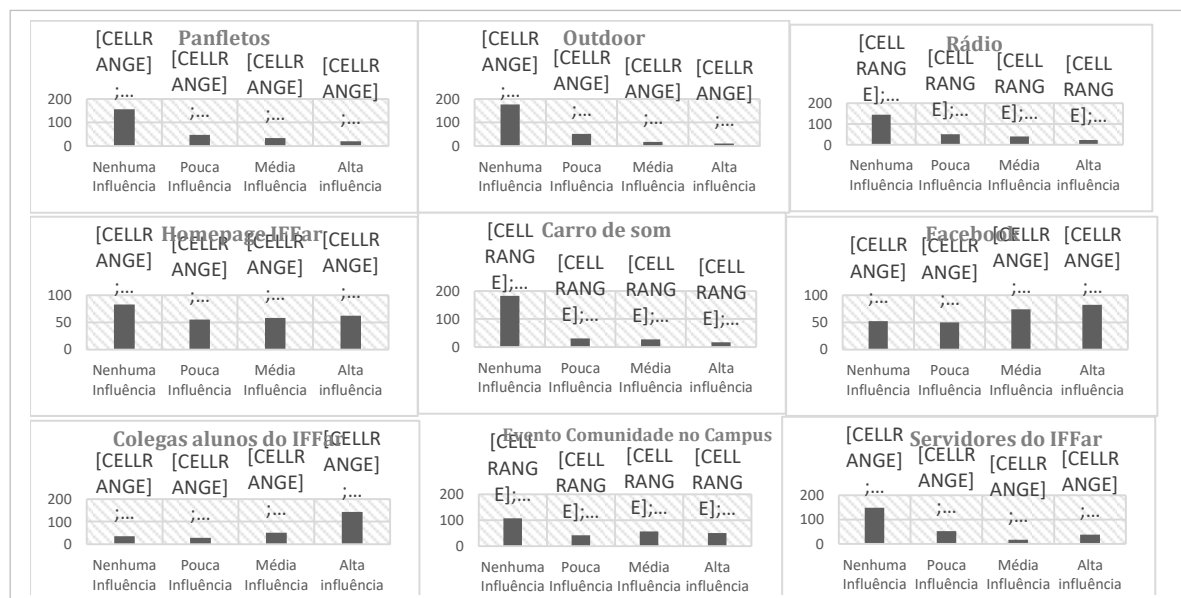 Panfletos
[CELLR
ANGE]
;...
[CELLR
ANGE]
;...
[CELLR
ANGE]
;...
[CELLR
ANGE]
;...
200
100
0
Nenhuma Influência
Pouca Influência
Média Influência
Alta influência
Outdoor
[CELLR
ANGE]
;...
[CELLR
ANGE]
;...
[CELLR
ANGE]
;...
[CELLR
ANGE]
;...
200
100
0
Nenhuma Influência
Pouca Influência
Média Influência
Alta influência
Rádio
[CELL
RANG
E];...
[CELL
RANG
E];...
[CELL
RANG
E];...
[CELL
RANG
E];...
200
100
0
Nenhuma Influência
Pouca Influência
Média Influência
Alta influência
Homepage IFFar
[CELLR
ANGE]
;...
[CELLR
ANGE]
;...
[CELLR
ANGE]
;...
[CELLR
ANGE]
;...
100
50
0
Nenhuma Influência
Pouca Influência
Média Influência
Alta influência
Carro de som
[CELL
RANG
E];...
[CELL
RANG
E];...
[CELL
RANG
E];...
[CELL
RANG
E];...
200
100
0
Nenhuma Influência
Pouca Influência
Média Influência
Alta influência
Facebook
[CELLR
ANGE]
;...
[CELLR
ANGE]
;...
[CELLR
ANGE]
;...
[CELLR
ANGE]
;...
100
50
0
Nenhuma Influência
Pouca Influência
Média Influência
Alta influência
Colegas alunos do IFFar
[CELLR
ANGE]
;...
[CELLR
ANGE]
;...
[CELLR
ANGE]
;...
[CELLR
ANGE]
;...
200
100
0
Nenhuma Influência
Pouca Influência
Média Influência
Alta influência
Evento Comunidade no Campus
[CELL
RANG
E];...
[CELL
RANG
E];...
[CELL
RANG
E];...
[CELL
RANG
E];...
200
100
0
Nenhuma Influência
Pouca Influência
Média Influência
Alta influência
Servidores do IFFar
[CELLR
ANGE]
;...
[CELLR
ANGE]
;...
[CELLR
ANGE]
;...
[CELLR
ANGE]
;...
200
100
0
Nenhuma Influência
Pouca Influência
Média Influência
Alta influência